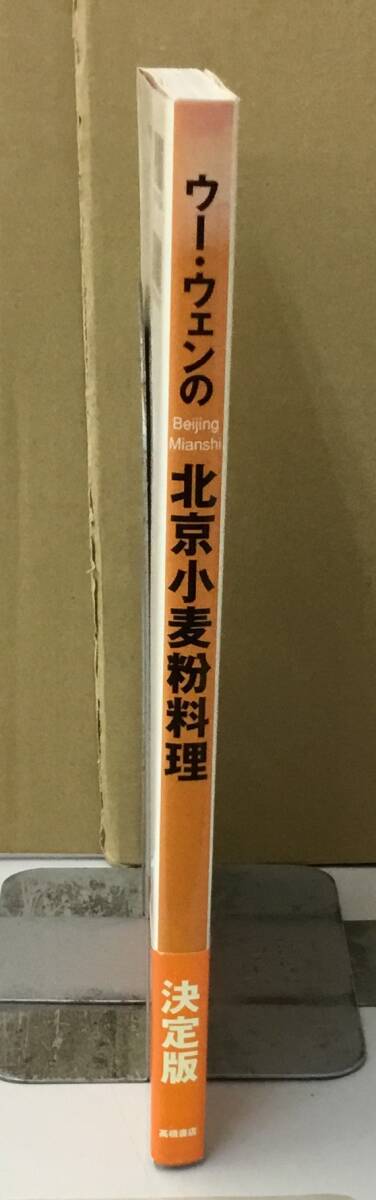 ウー・ウェンの
Beijing
Mianshi
北京小麦粉料理
決定版
高橋書店